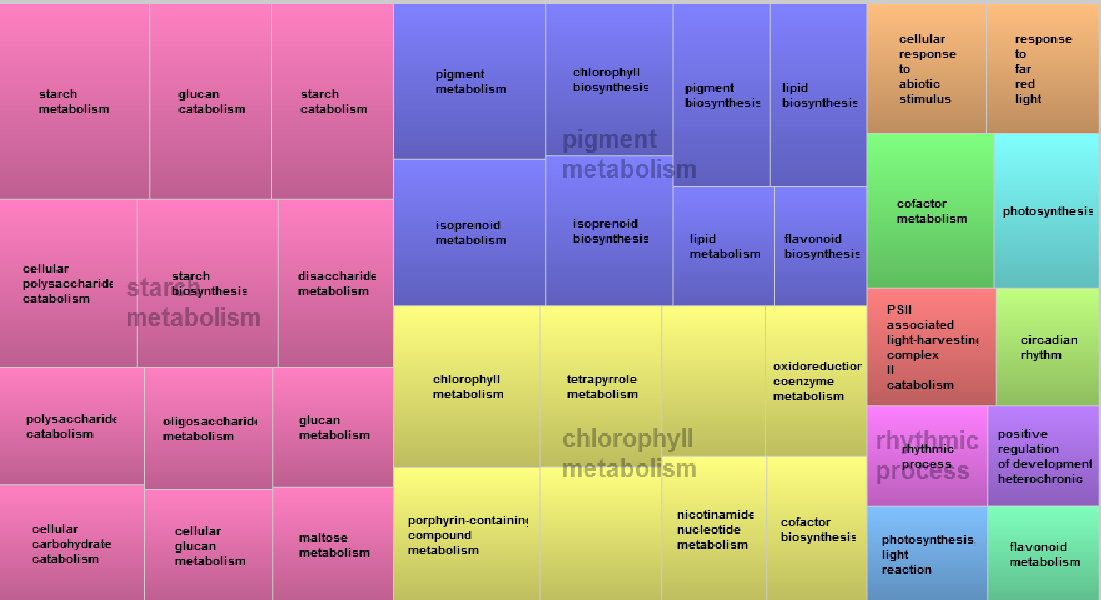 starch
metabolism
glucan
catabolism
starch
catabolism
cellular
polysaccharide
catabolism
starch
biosynthesis
disaccharide
metabolism
starch
metabolism
polysaccharide
catabolism
oligosaccharide
metabolism
glucan
metabolism
cellular
carbohydrate
catabolism
cellular
glucan
metabolism
maltose
metabolism
pigment
metabolism
chlorophyll
biosynthesis
pigment
biosynthesis
lipid
biosynthesis
pigment
metabolism
isoprenoid
metabolism
isoprenoid
biosynthesis
lipid
metabolism
flavonoid
biosynthesis
chlorophyll
metabolism
tetrapyrrole
metabolism
oxidoreduction
coenzyme
metabolism
chlorophyll
metabolism
porphyrin-containing
compound
metabolism
nicotinamide
nucleotide
metabolism
cofactor
biosynthesis
cellular
response
to
abiotic
stimulus
response
to
far
red
light
cofactor
metabolism
photosynthesis
PSII
associated
light-harvesting
complex
II
catabolism
circadian
rhythm
rhythmic
process
rhythmic
process
positive
regulation
of development
heterochronic
photosynthesis,
light
reaction
flavonoid
metabolism